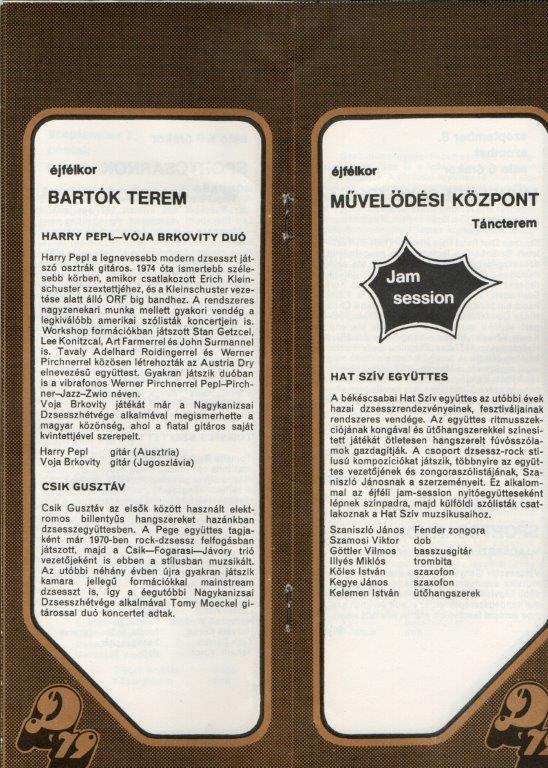 éjfélkor
BARTÓK TEREM
HARRY PEPL—VOJA BRKOVITY DUÓ
Harry Pepl a legnevesebb modern dzsesszt ját-
szó osztrák gitáros. 1974 óta ismertebb széle-
sebb körben, amikor csatlakozott Erich Klein-
schuster szextettjéhez, és a Kleinschuster veze-
tése alatt álló ORF big bandhez. A rendszeres
nagyzenekari munka mellett gyakori vendég a
legkiválóbb amerikai szólisták koncertjein is.
Workshop formációkban játszott Stan Getzcel,
Lee Konitzcal, Art Farmerrel és John Surmannel
is. Tavaly Adelhard Roidingerrel és Werner
Pirchnerrel közösen létrehozták az Austria Dry
elnevezésű együttest. Gyakran játszik duóban
is a vibrafonos Werner Pirchnerrel Pepl-Pirch-
ner-Jazz-Zwio néven.
Voja Brkovity játékát már a Nagykanizsai
Dzsesszhétvége alkalmával megismerhette a
magyar közönség, ahol a fiatal gitáros saját
kvintettjével szerepelt.
Harry Pepl gitár (Ausztria)
Voja Brkovity gitár (Jugoszlávia)
CSIK GUSZTÁV
Csik Gusztáv az elsők között használt elekt-
romos billentyűs hangszereket hazánkban
dzsesszegyüttesben. A Pege együttes tagja-
ként már 1970-ben rock-dzsessz felfogásban
játszott, majd a Csik—Fogarasi—Jávory trió
vezetőjeként is ebben a stílusban muzsikált.
Az utóbbi néhány évben újra gyakran játszik
kamara jellegű formációkkal mainstream
dzsesszt is, így a éegutóbbi Nagykanizsai
Dzsesszhétvége alkalmával Tomy Moeckel gi-
tárossal duó koncertet adtak.
79
éjfélkor
MŰVELÖDÉSI KÖZPONT
Táncterem
Jam
session
HAT SZÍV EGYÜTTES
A békéscsabai Hat Szív együttes az utóbbi évek
hazai dzsesszrendezvényeinek, fesztiváljainak
rendszeres vendége. Az együttes ritmusszek-
ciójának kongával és ütőhangszerekkel színesí-
tett játékát ötletesen hangszerelt fúvósszóla-
mok gazdagítják. A csoport dzsessz-rock stí-
lusú kompozíciókat játszik, többnyire az együt-
tes vezetőjének és zongoraszólistájának, Sza-
niszló Jánosnak a szerzeményeit. Ez alkalom-
mal az éjféli jam-session nyitóegyütteseként
lépnek színpadra, majd külföldi szólisták csat-
lakoznak a Hat Szív muzsikusaihoz.
Szaniszló János Fender zongora
Szamosi Viktor dob
Göttler Vilmos basszusgitár
Illyés Miklós trombita
Köles István szaxofon
Kegye János szaxofon
Kelemen István ütőhangszerek
79